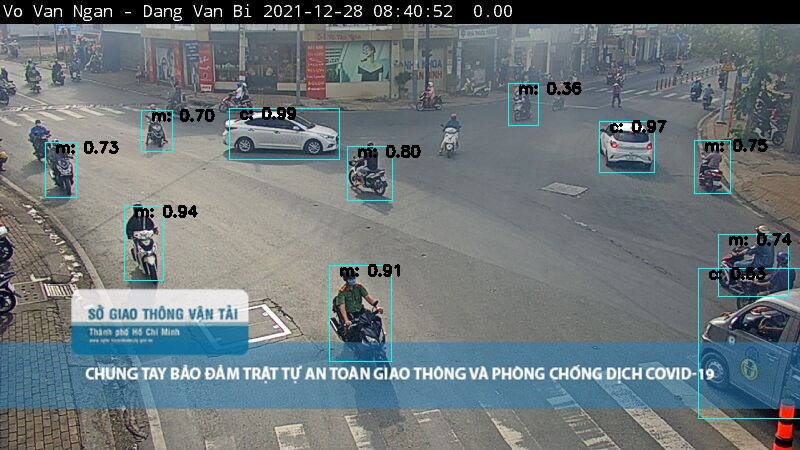 Vo Van Ngan - Dang Van Bi 2021-12-28 08:40:52 0.00
m: 0.36
m: 0.70
c: 0.99
c: 0.97
m: 0.73
m: 0.80
m: 0.75
m: 0.94
m: 0.74
m: 0.91
c: 0.53
SỞ GIAO THÔNG VẬN TẢI
Thành phố Hồ Chí Minh
CHUNG TAY BẢO ĐẢM TRẬT TỰ AN TOÀN GIAO THÔNG VÀ PHÒNG CHỐNG DỊCH COVID-19